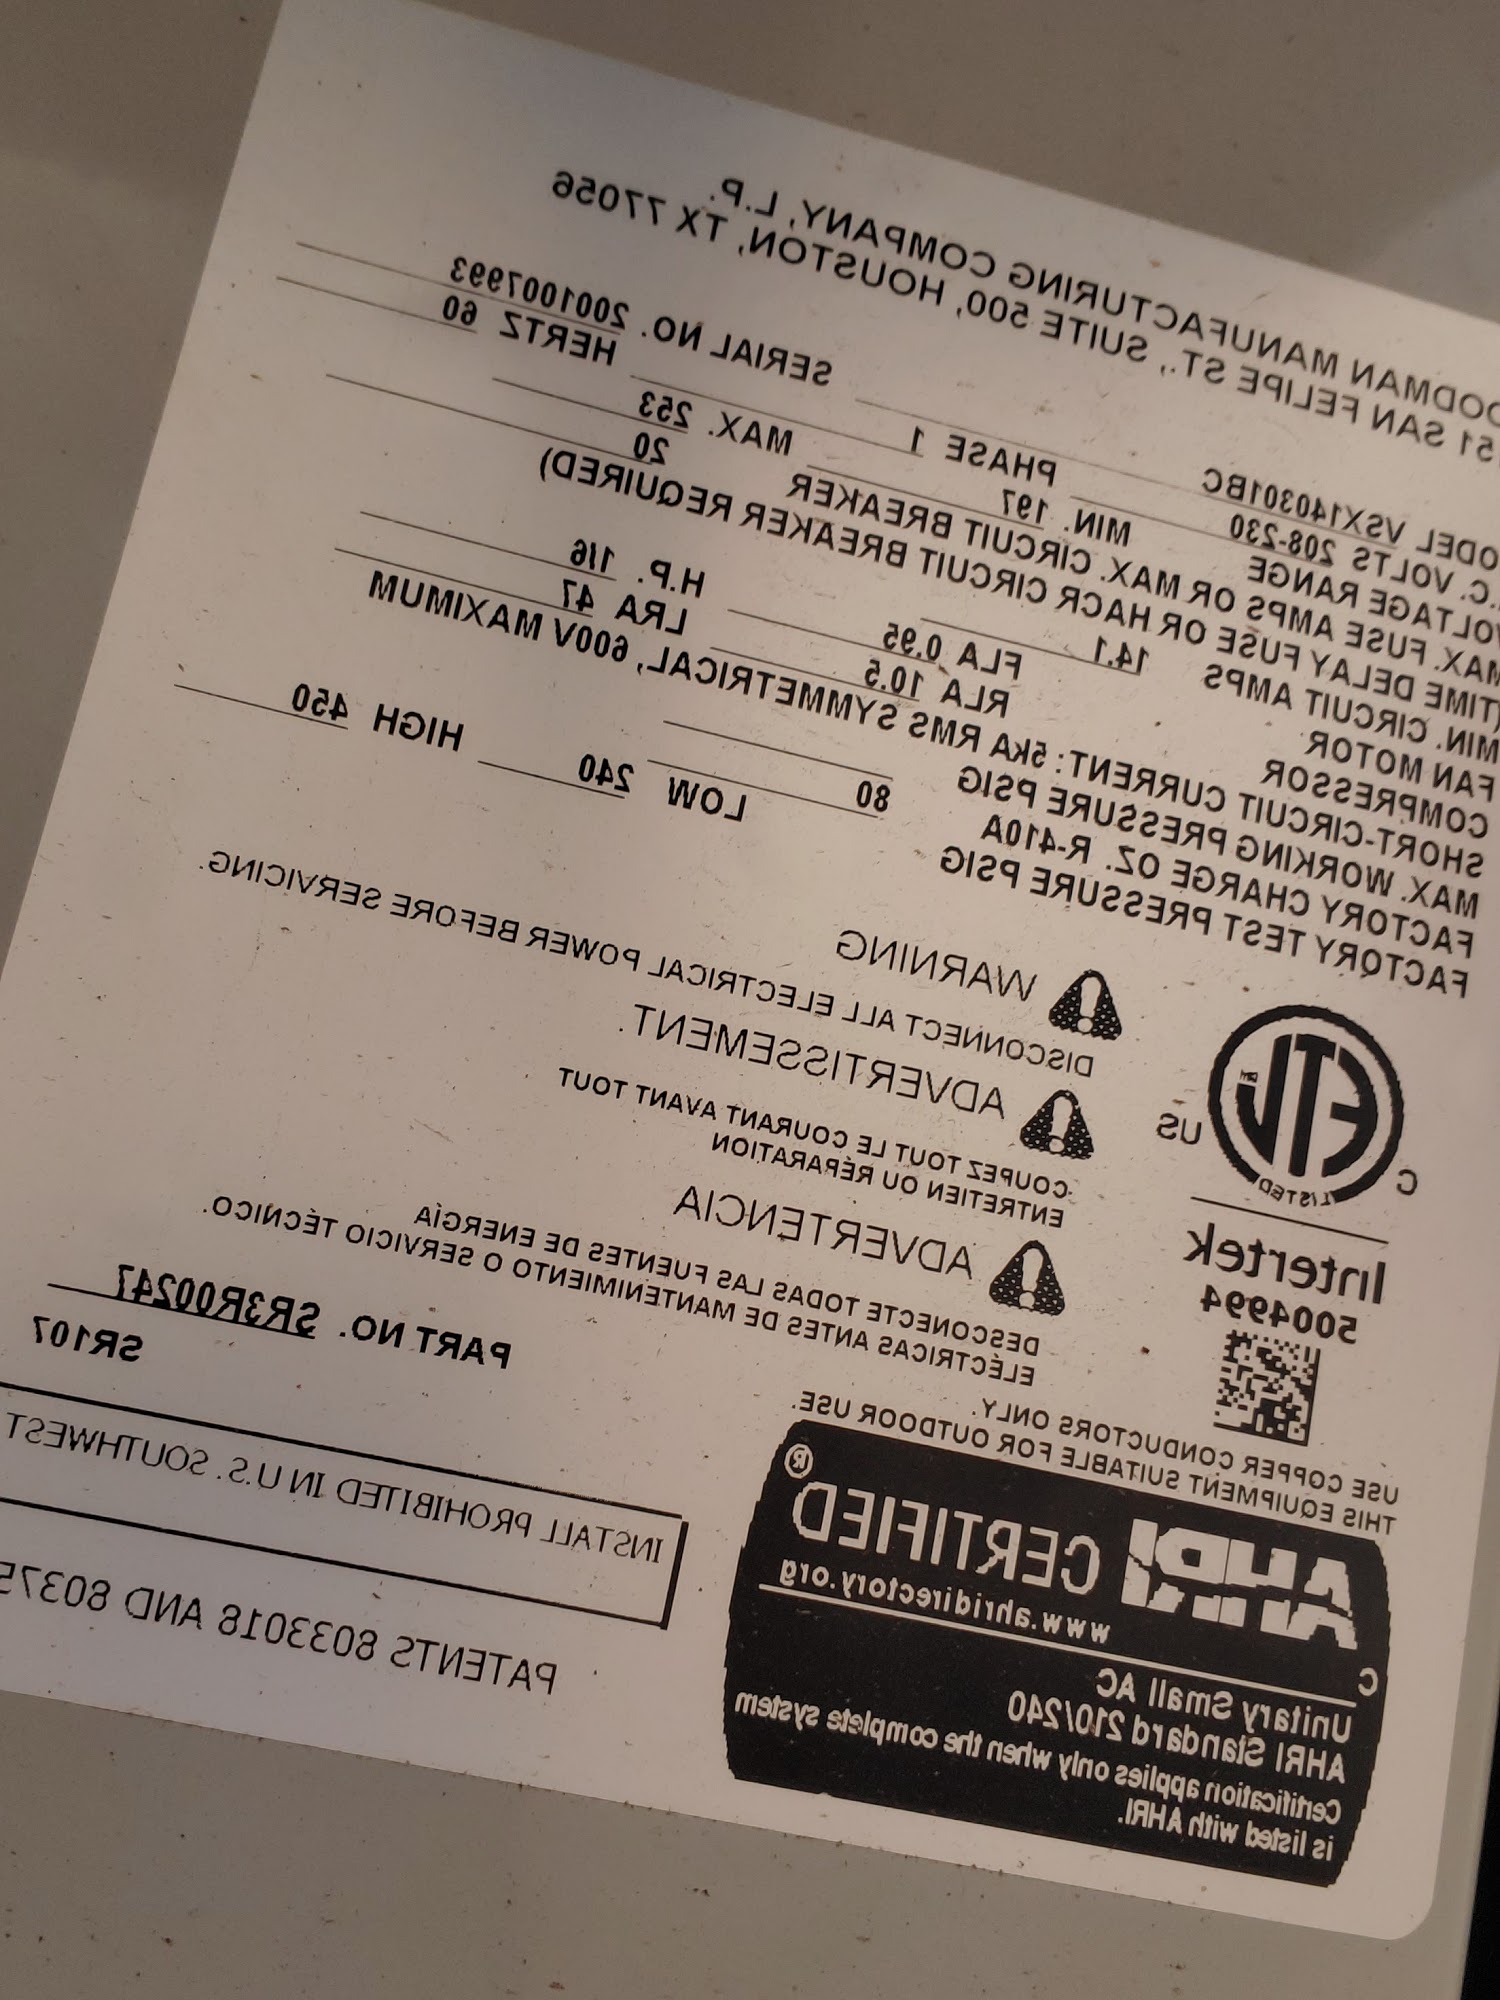 OODMAN MANUFACTURING COMPANY, L.P.
51 SAN FELIPE ST., SUITE 500, HOUSTON, TX 77056
ODEL VSX140301BC SERIAL NO. 2001007993
.C. VOLTS 208-230 PHASE 1 HERTZ 60
VOLTAGE RANGE MIN. 197 MAX. 253
MAX. FUSE AMPS OR MAX. CIRCUIT BREAKER 20
(TIME DELAY FUSE OR HACR CIRCUIT BREAKER REQUIRED)
MIN. CIRCUIT AMPS 14.1
FAN MOTOR FLA 0.95 H.P. 1/6
COMPRESSOR RLA 10.5 LRA 47
SHORT-CIRCUIT CURRENT: 5kA RMS SYMMETRICAL, 600V MAXIMUM
MAX. WORKING PRESSURE PSIG
FACTORY CHARGE OZ. R-410A 80
FACTORY TEST PRESSURE PSIG LOW 240 HIGH 450
WARNING
DISCONNECT ALL ELECTRICAL POWER BEFORE SERVICING.
ADVERTISSEMENT.
COUPEZ TOUT LE COURANT AVANT TOUT
ENTRETIEN OU RÉPARATION
ADVERTENCIA
DESCONECTE TODAS LAS FUENTES DE ENERGÍA
ELÉCTRICAS ANTES DE MANTENIMIENTO O SERVICIO TÉCNICO.
C ETL US
LISTED
Intertek
5004994
PART NO. SR3R00247
SR107
USE COPPER CONDUCTORS ONLY.
THIS EQUIPMENT SUITABLE FOR OUTDOOR USE.
AHRI CERTIFIED ®
www.ahridirectory.org
C
Unitary Small AC
AHRI Standard 210/240
Certification applies only when the complete system
is listed with AHRI.
INSTALL PROHIBITED IN U.S. SOUTHWEST
PATENTS 8033018 AND 80375